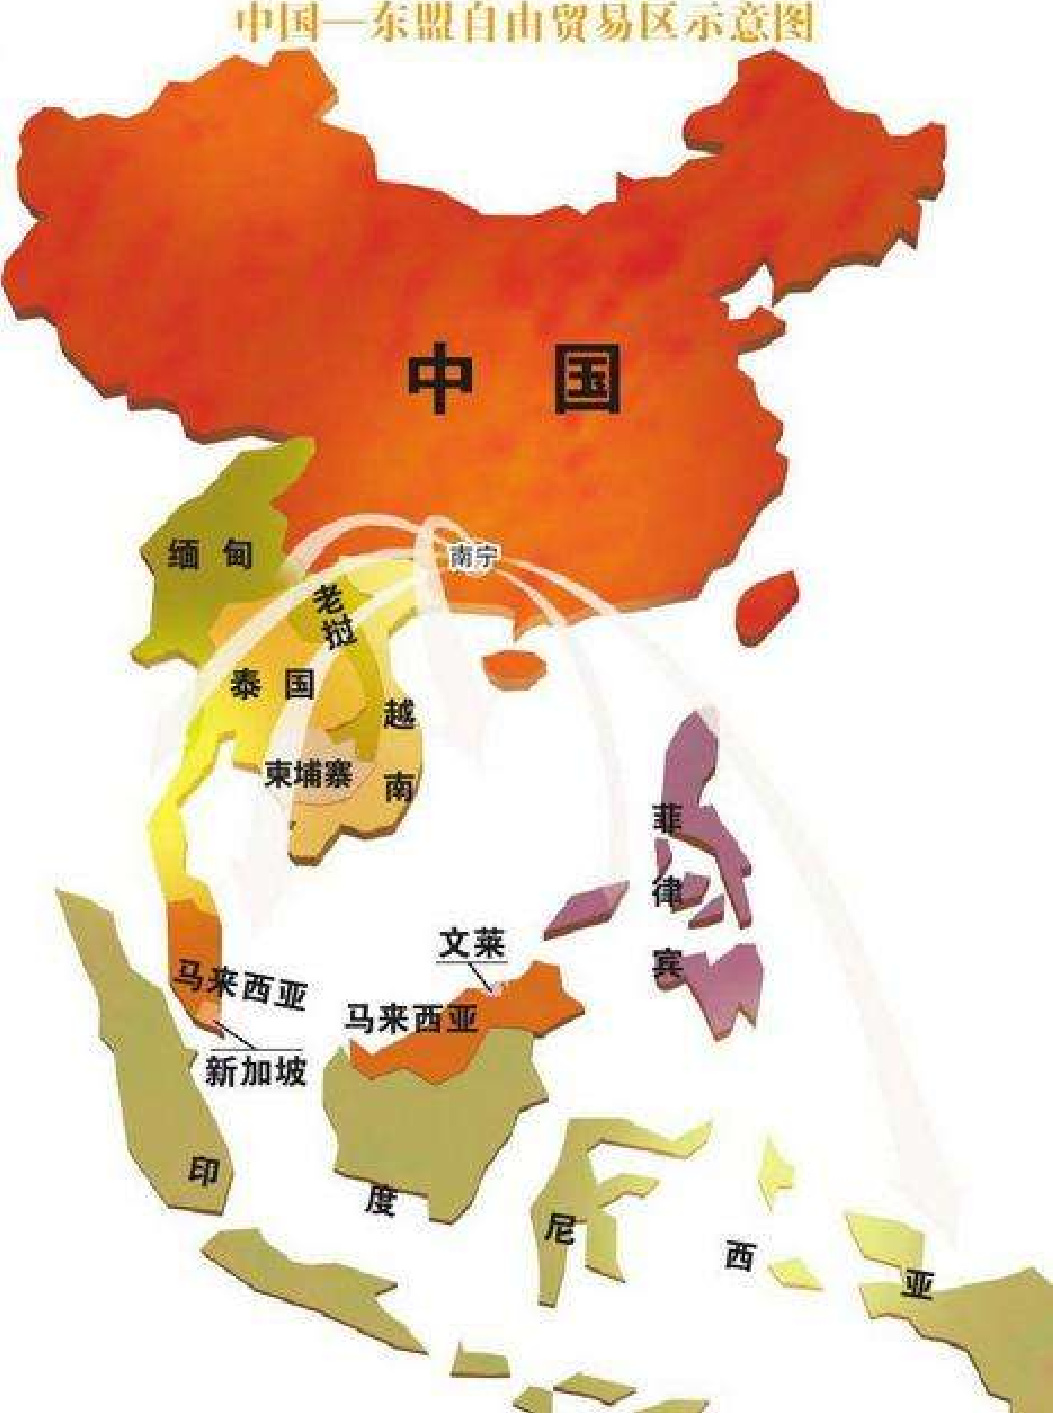 中国—东盟自由贸易区示意图
中国
缅甸
南宁
老挝
泰国
越南
柬埔寨
菲律宾
文莱
马来西亚
马来西亚
新加坡
印度尼西亚